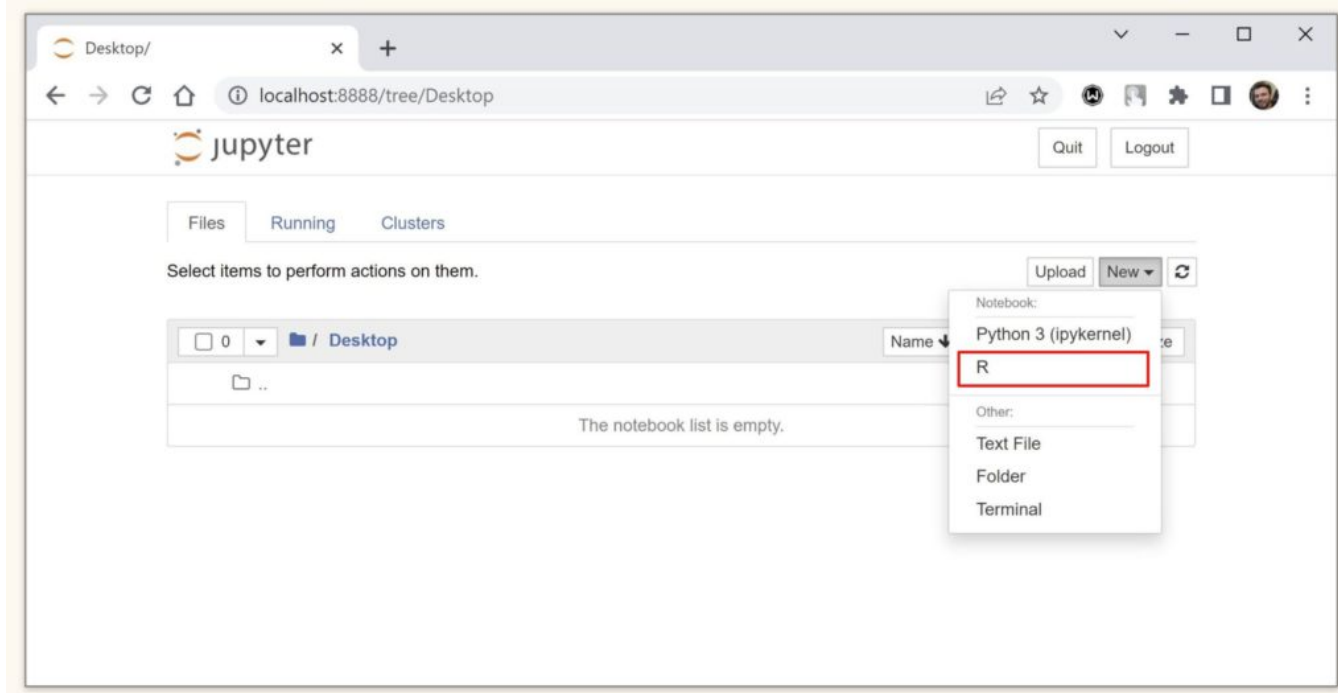 Desktop/
localhost:8888/tree/Desktop
jupyter
Quit
Logout
Files
Running
Clusters
Select items to perform actions on them.
Upload
New
0
/ Desktop
Name
Notebook:
Python 3 (ipykernel)
R
Other:
Text File
Folder
Terminal
..
The notebook list is empty.